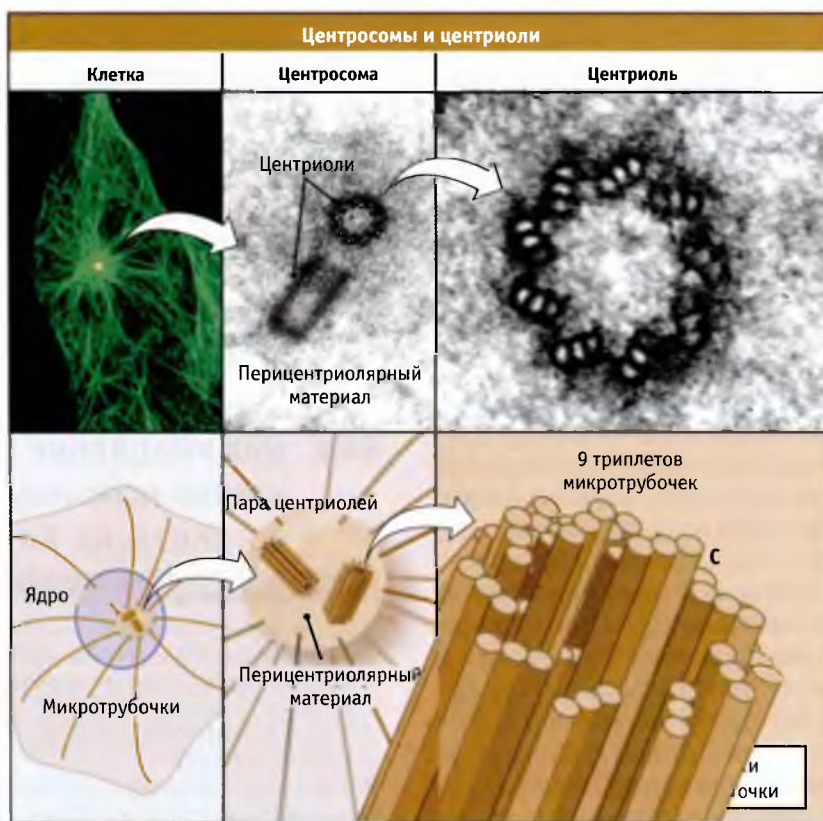 Центросомы и центриоли
Клетка
Центросома
Центриоль
Центриоли
Перицентриолярный
материал
9 триплетов
микротрубочек
Пара центриолей
C
Ядро
Перицентриолярный
материал
Микротрубочки